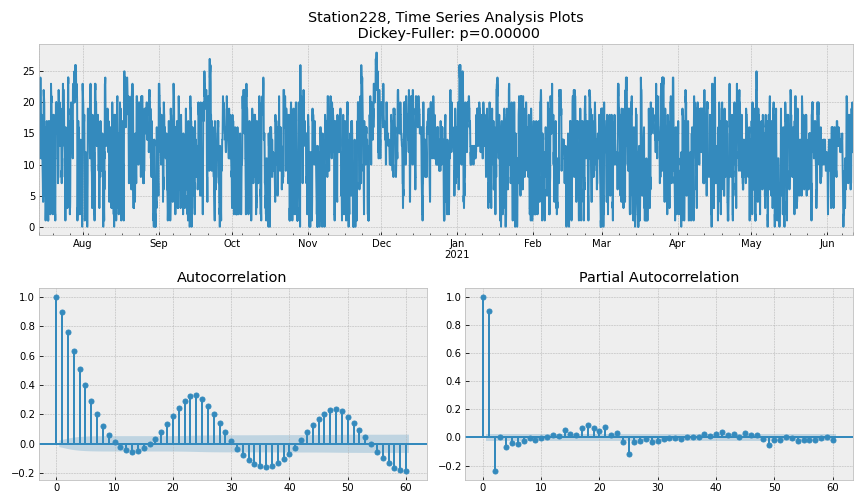 Station228, Time Series Analysis Plots
Dickey-Fuller: p=0.00000
25
20
15
10
5
0
Aug Sep Oct Nov Dec Jan Feb Mar Apr May Jun
2021
Autocorrelation Partial Autocorrelation
1.0 1.0
0.8 0.8
0.6 0.6
0.4 0.4
0.2 0.2
0.0 0.0
−0.2 −0.2
0 10 20 30 40 50 60 0 10 20 30 40 50 60